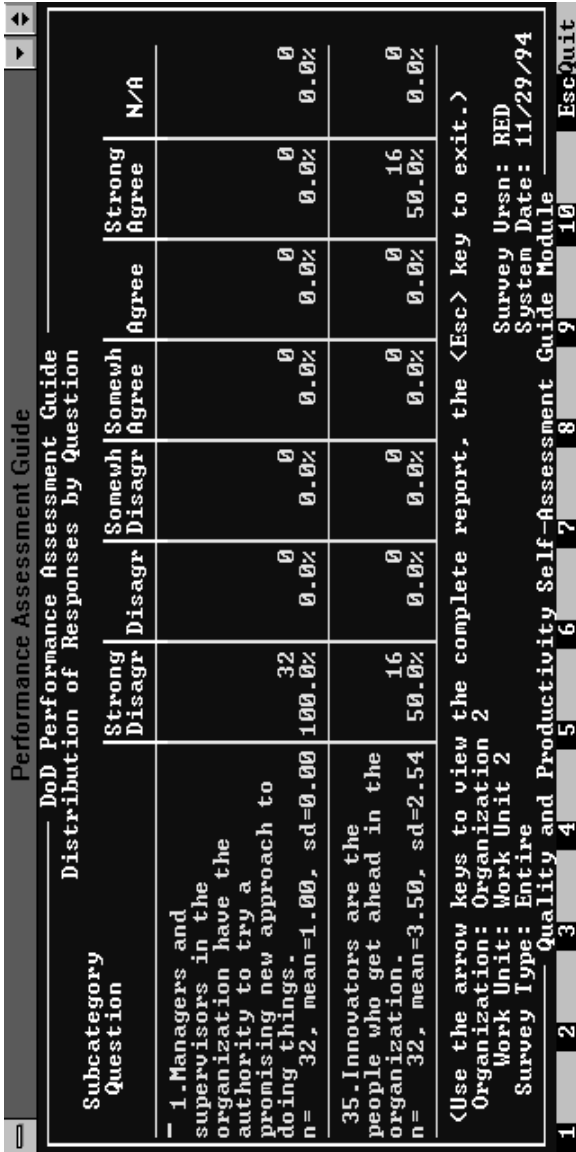 Performance Assessment Guide
DoD Performance Assessment Guide
Distribution of Responses by Question
Subcategory Question | Strong Disagr | Disagr | Somewh Disagr | Somewh Agree | Agree | Strong Agree | N/A
1.Managers and
supervisors in the
organization have the
authority to try a
promising new approach to
doing things. 32 0 0 0 0 0 0
n= 32, mean=1.00, sd=0.00 100.0% 0.0% 0.0% 0.0% 0.0% 0.0% 0.0%
35.Innovators are the
people who get ahead in the
organization. 16 0 0 0 0 16 0
n= 32, mean=3.50, sd=2.54 50.0% 0.0% 0.0% 0.0% 0.0% 50.0% 0.0%
(Use the arrow keys to view the complete report, the <Esc> key to exit.)
Organization: Organization 2
Work Unit: Work Unit 2 Survey Vrsn: RED
Survey Type: Entire System Date: 11/29/94
Quality and Productivity Self-Assessment Guide Module
1 2 3 4 5 6 7 8 9 10 EscQuit